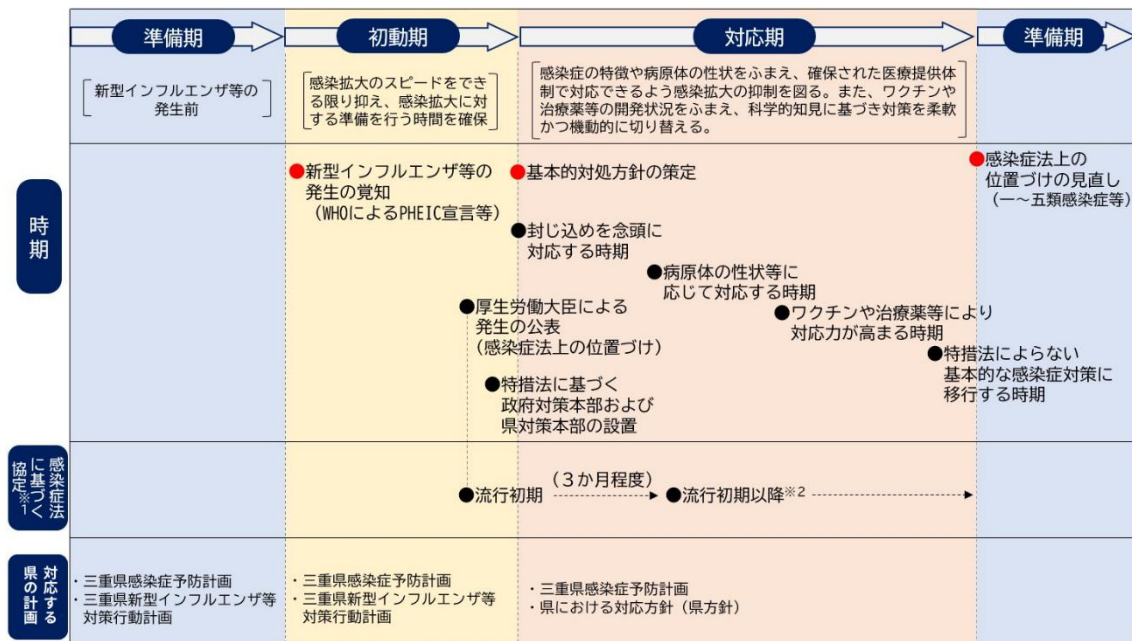 準備期
初動期
対応期
準備期
新型インフルエンザ等の
発生前
感染拡大のスピードをでき
る限り抑え、感染拡大に対
する準備を行う時間を確保
感染症の特徴や病原体の性状をふまえ、確保された医療提供体
制で対応できるよう感染拡大の抑制を図る。また、ワクチンや
治療薬等の開発状況をふまえ、科学的知見に基づき対策を柔軟
かつ機動的に切り替える。
時期
●新型インフルエンザ等の
発生の覚知
(WHOによるPHEIC宣言等)
●基本的対処方針の策定
●感染症法上の
位置づけの見直し
(一～五類感染症等)
●封じ込めを念頭に
対応する時期
●病原体の性状等に
応じて対応する時期
●厚生労働大臣による
発生の公表
(感染症法上の位置づけ)
●ワクチンや治療薬等により
対応力が高まる時期
●特措法によらない
基本的な感染症対策に
移行する時期
●特措法に基づく
政府対策本部および
県対策本部の設置
感染症法
に基づく
協定※1
●流行初期
(3か月程度)
●流行初期以降※2
対応する
県の計画
・三重県感染症予防計画
・三重県新型インフルエンザ等
対策行動計画
・三重県感染症予防計画
・三重県新型インフルエンザ等
対策行動計画
・三重県感染症予防計画
・県における対応方針(県方針)